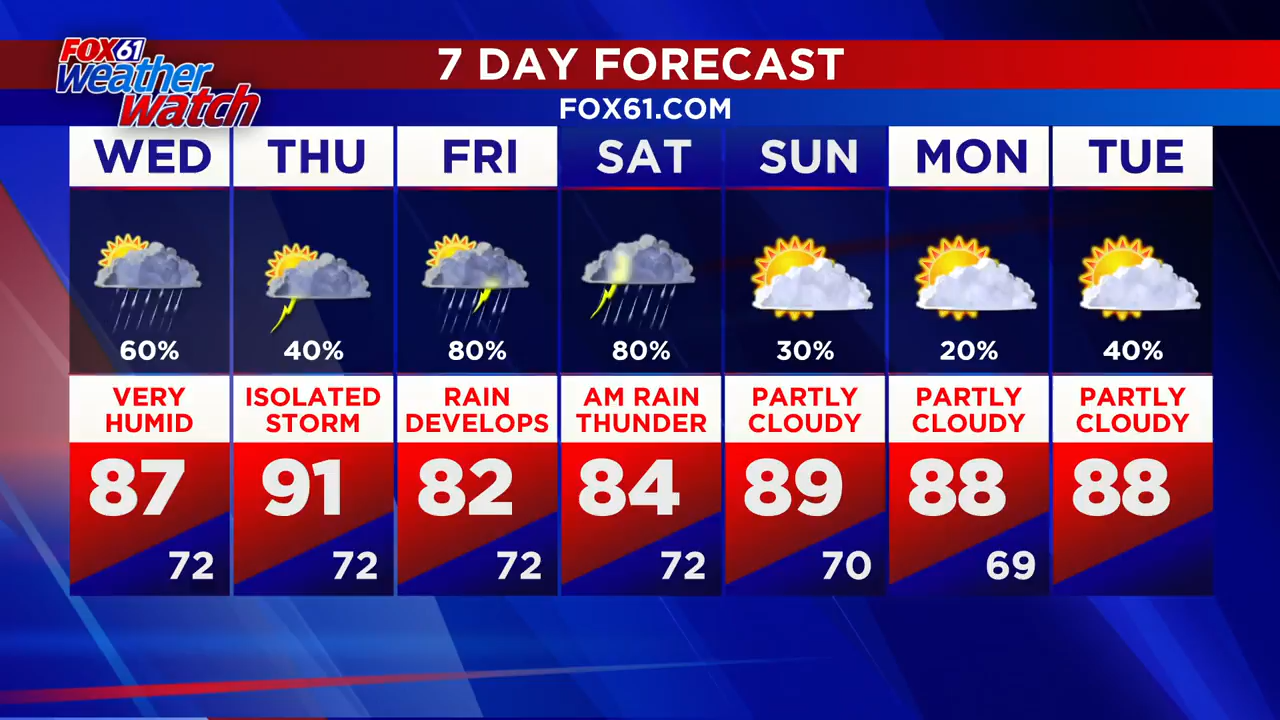 FOX61
Weather
Watch
7 DAY FORECAST
FOX61.COM
WED THU FRI SAT SUN MON TUE
60% 40% 80% 80% 30% 20% 40%
VERY ISOLATED RAIN AM RAIN PARTLY PARTLY PARTLY
HUMID STORM DEVELOPS THUNDER CLOUDY CLOUDY CLOUDY
87 91 82 84 89 88 88
72 72 72 72 70 69